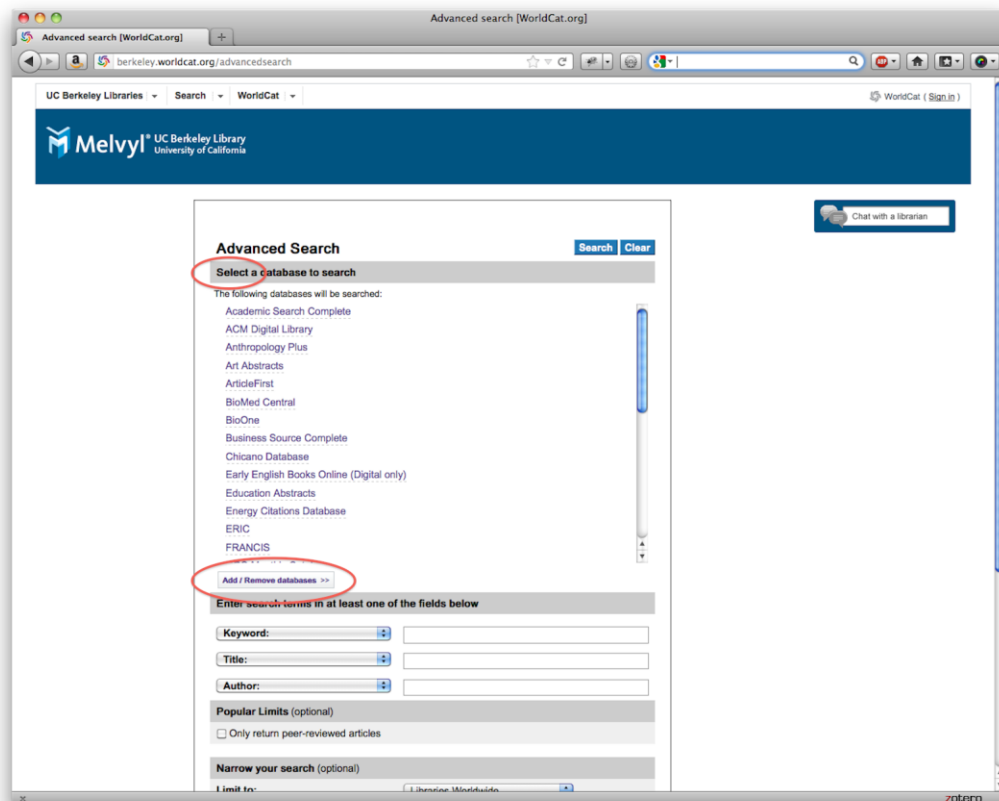 Advanced search [WorldCat.org]
Advanced search [WorldCat.org]
berkeley.worldcat.org/advancedsearch
UC Berkeley Libraries Search WorldCat WorldCat ( Sign in )
Melvyl® UC Berkeley Library
University of California
Chat with a librarian
Advanced Search Search Clear
Select a database to search
The following databases will be searched:
Academic Search Complete
ACM Digital Library
Anthropology Plus
Art Abstracts
ArticleFirst
BioMed Central
BioOne
Business Source Complete
Chicano Database
Early English Books Online (Digital only)
Education Abstracts
Energy Citations Database
ERIC
FRANCIS
Add / Remove databases >>
Enter search terms in at least one of the fields below
Keyword:
Title:
Author:
Popular Limits (optional)
Only return peer-reviewed articles
Narrow your search (optional)
Limit to: Libraries Worldwide
zotero